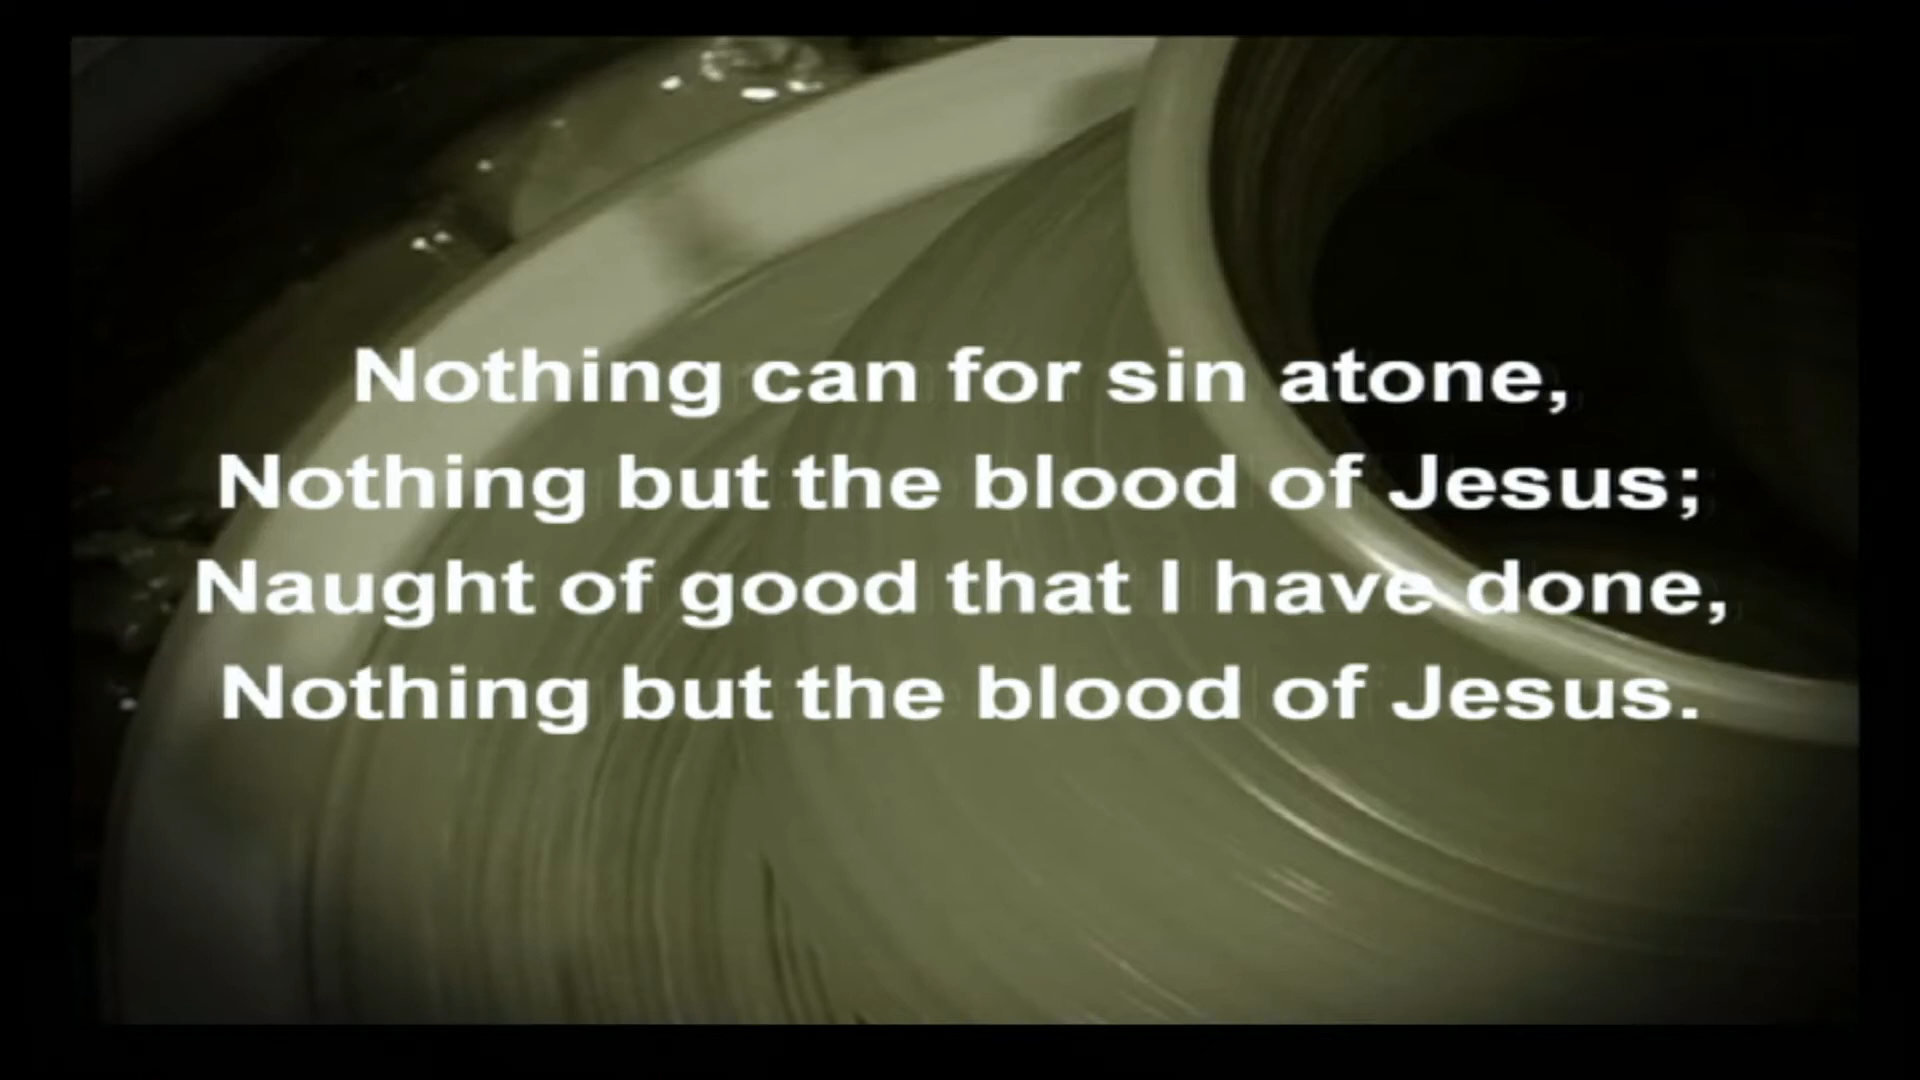 Nothing can for sin atone,
Nothing but the blood of Jesus;
Naught of good that I have done,
Nothing but the blood of Jesus.